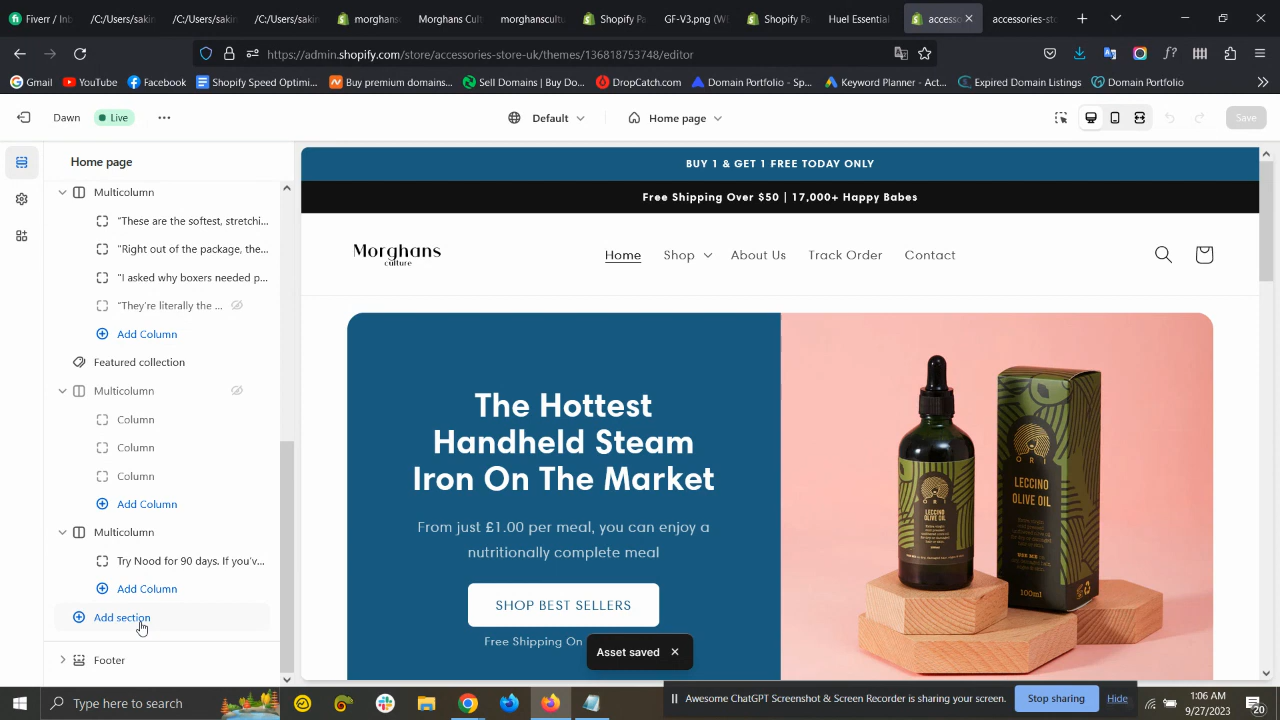 Fiverr / Inb
/C:/Users/sakin
/C:/Users/sakin
/C:/Users/sakin
morghans
Morghans Cult
morghanscultu
Shopify Pa
GF-V3.png (WE
Shopify Pa
Huel Essential
access
accessories-sto
https://admin.shopify.com/store/accessories-store-uk/themes/136818753748/editor
Gmail
YouTube
Facebook
Shopify Speed Optimi...
Buy premium domains...
Sell Domains | Buy Do...
DropCatch.com
Domain Portfolio - Sp...
Keyword Planner - Act...
Expired Domain Listings
Domain Portfolio
Dawn
Live
Default
Home page
Save
Home page
Multicolumn
"These are the softest, stretchi...
"Right out of the package, the...
"I asked why boxers needed p...
"They're literally the ...
Add Column
Featured collection
Multicolumn
Column
Column
Column
Add Column
Multicolumn
Try Nood for 90 days. If you'v...
Add Column
Add section
Footer
BUY 1 & GET 1 FREE TODAY ONLY
Free Shipping Over $50 | 17,000+ Happy Babes
Morghans
culture
Home
Shop
About Us
Track Order
Contact
The Hottest
Handheld Steam
Iron On The Market
From just £1.00 per meal, you can enjoy a
nutritionally complete meal
SHOP BEST SELLERS
Free Shipping On
ORI
LECCINO
OLIVE OIL
ORI
LECCINO
OLIVE OIL
USE ME
100ml
Asset saved
Type here to search
Awesome ChatGPT Screenshot & Screen Recorder is sharing your screen.
Stop sharing
Hide
1:06 AM
9/27/2023
20